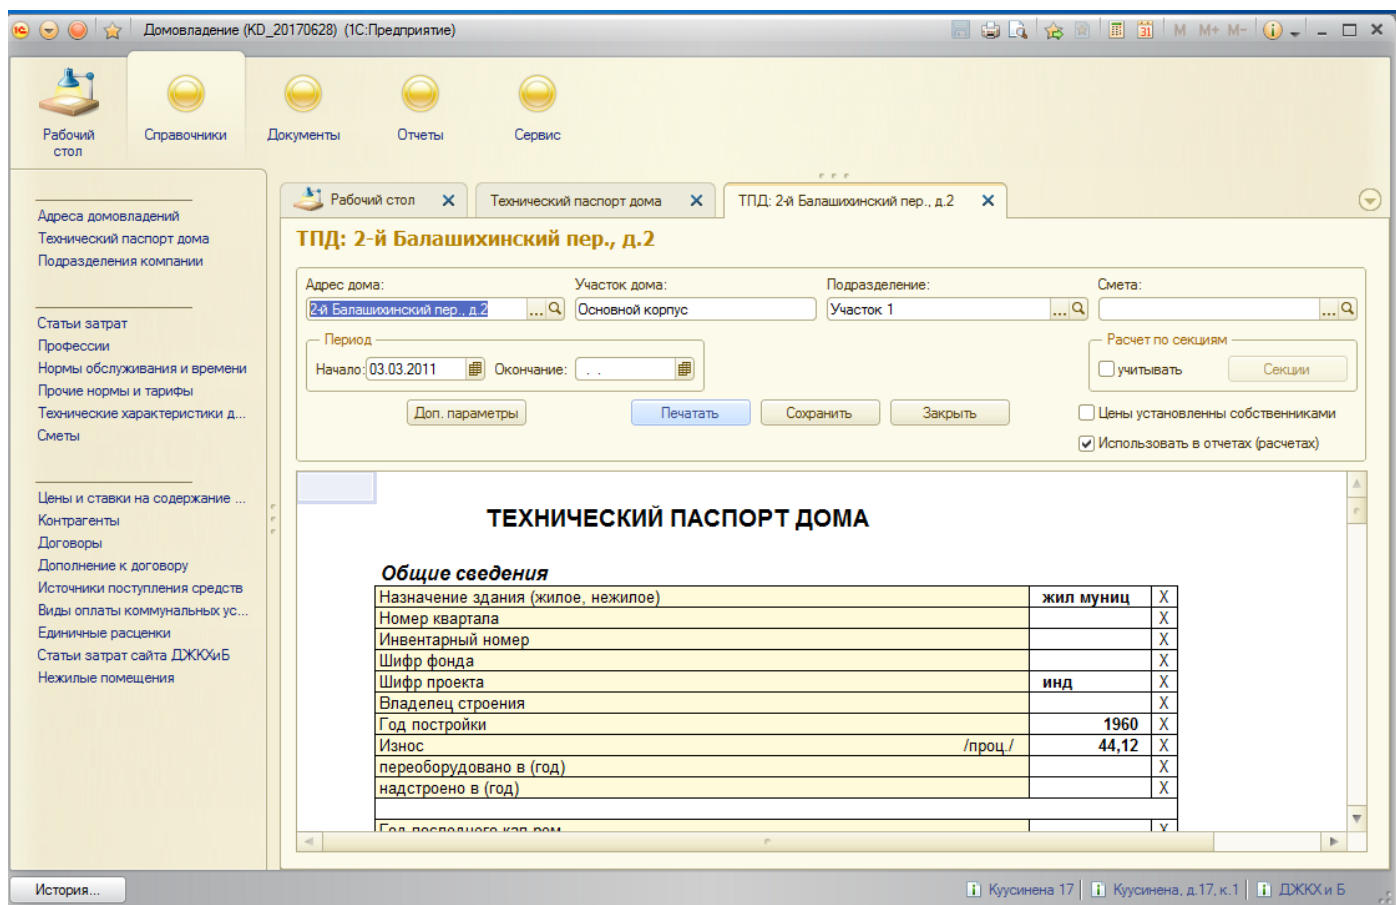 Домовладение (KD_20170628) (1С:Предприятие)
M M+ M-
Рабочий стол
Справочники
Документы
Отчеты
Сервис
Адреса домовладений
Технический паспорт дома
Подразделения компании
Статьи затрат
Профессии
Нормы обслуживания и времени
Прочие нормы и тарифы
Технические характеристики д...
Сметы
Цены и ставки на содержание ...
Контрагенты
Договоры
Дополнение к договору
Источники поступления средств
Виды оплаты коммунальных ус...
Единичные расценки
Статьи затрат сайта ДЖКХиБ
Нежилые помещения
Рабочий стол
Технический паспорт дома
ТПД: 2-й Балашихинский пер., д.2
ТПД: 2-й Балашихинский пер., д.2
Адрес дома: Участок дома: Подразделение: Смета:
2-й Балашихинский пер., д.2 ... Основной корпус Участок 1 ... ...
Период
Начало: 03.03.2011 Окончание: . .
Расчет по секциям
учитывать Секции
Доп. параметры Печатать Сохранить Закрыть
Цены установленны собственниками
Использовать в отчетах (расчетах)
ТЕХНИЧЕСКИЙ ПАСПОРТ ДОМА
Общие сведения
Назначение здания (жилое, нежилое) жил муниц X
Номер квартала X
Инвентарный номер X
Шифр фонда X
Шифр проекта инд X
Владелец строения X
Год постройки 1960 X
Износ /проц./ 44,12 X
переоборудовано в (год) X
надстроено в (год) X
Год последнего кап.рем. X
История...
Куусинена 17
Куусинена, д.17, к.1
ДЖКХ и Б